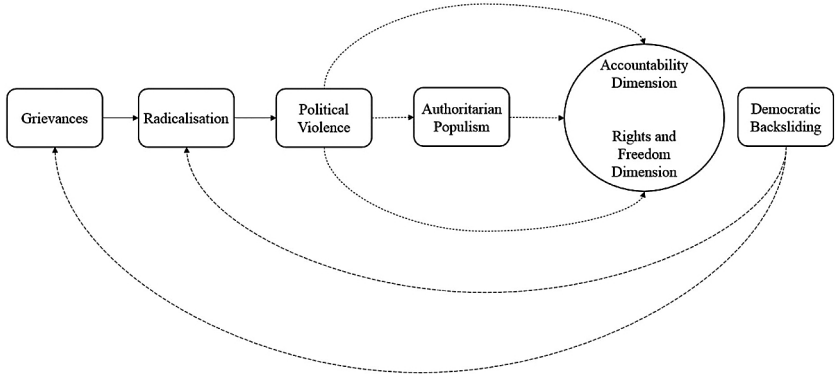 Grievances
Radicalisation
Political
Violence
Authoritarian
Populism
Accountability
Dimension
Rights and
Freedom
Dimension
Democratic
Backsliding